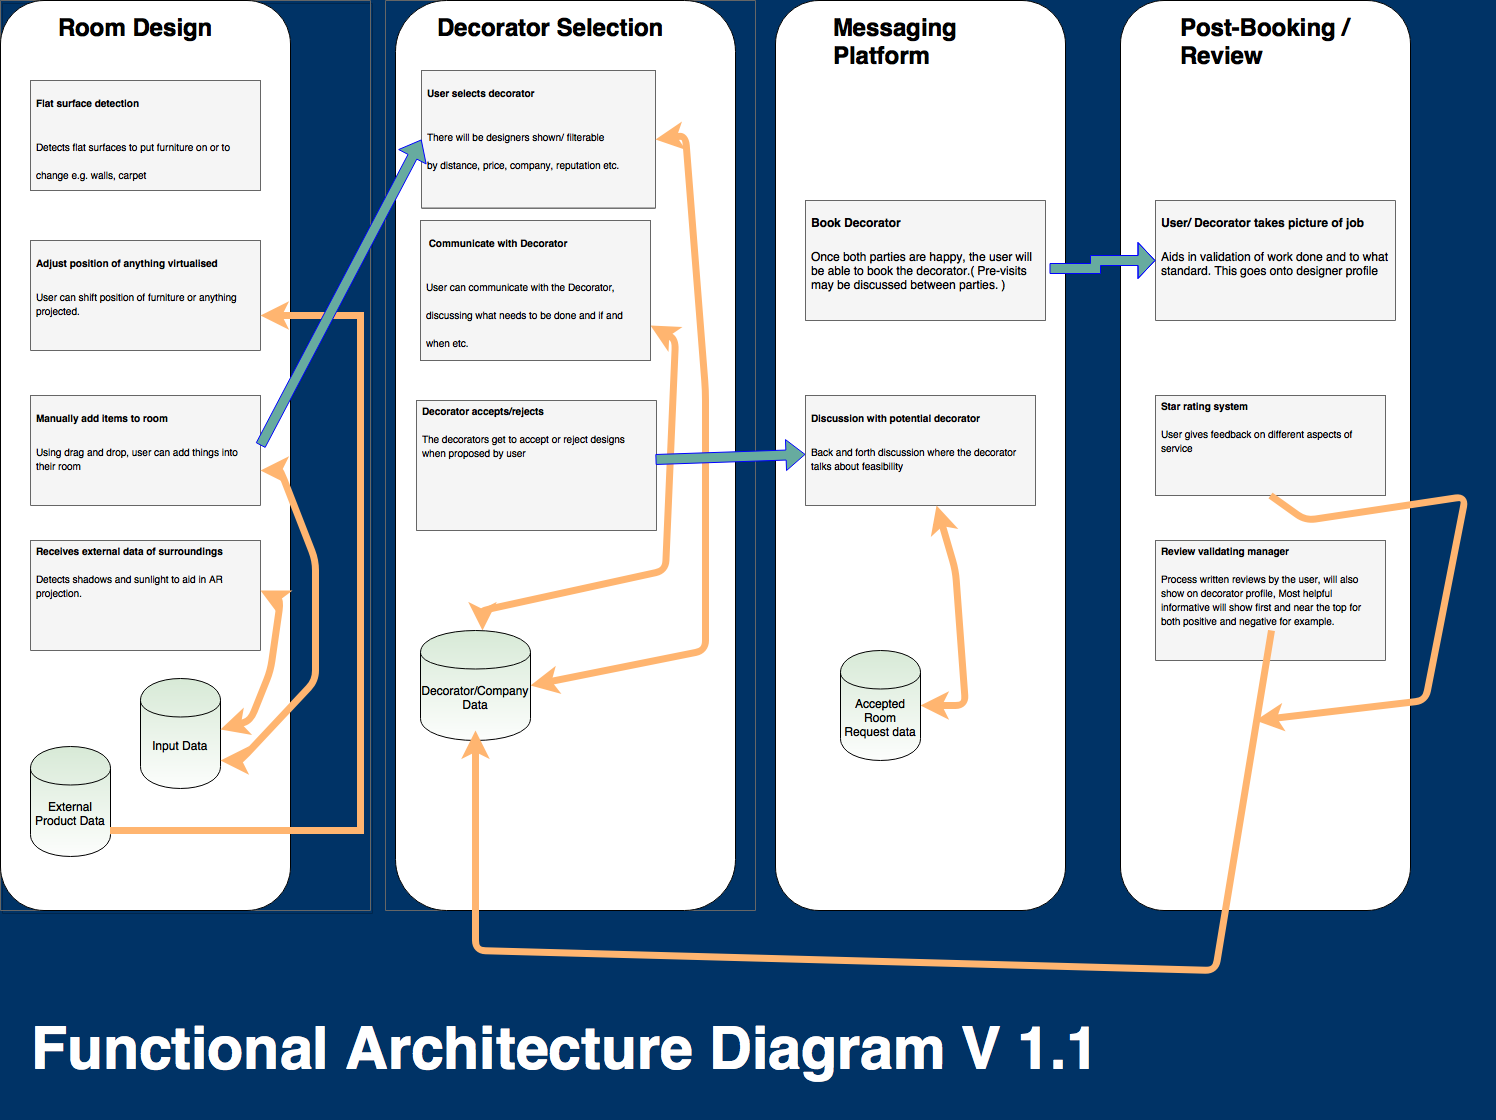 Room Design
Flat surface detection
Detects flat surfaces to put furniture on or to
change e.g. walls, carpet
Adjust position of anything virtualised
User can shift position of furniture or anything
projected.
Manually add items to room
Using drag and drop, user can add things into
their room
Receives external data of surroundings
Detects shadows and sunlight to aid in AR
projection.
Input Data
External
Product Data
Decorator Selection
User selects decorator
There will be designers shown/ filterable
by distance, price, company, reputation etc.
Communicate with Decorator
User can communicate with the Decorator,
discussing what needs to be done and if and
when etc.
Decorator accepts/rejects
The decorators get to accept or reject designs
when proposed by user
Decorator/Company
Data
Messaging
Platform
Book Decorator
Once both parties are happy, the user will
be able to book the decorator.( Pre-visits
may be discussed between parties. )
Discussion with potential decorator
Back and forth discussion where the decorator
talks about feasibility
Accepted
Room
Request data
Post-Booking /
Review
User/ Decorator takes picture of job
Aids in validation of work done and to what
standard. This goes onto designer profile
Star rating system
User gives feedback on different aspects of
service
Review validating manager
Process written reviews by the user, will also
show on decorator profile, Most helpful
informative will show first and near the top for
both positive and negative for example.
Functional Architecture Diagram V 1.1